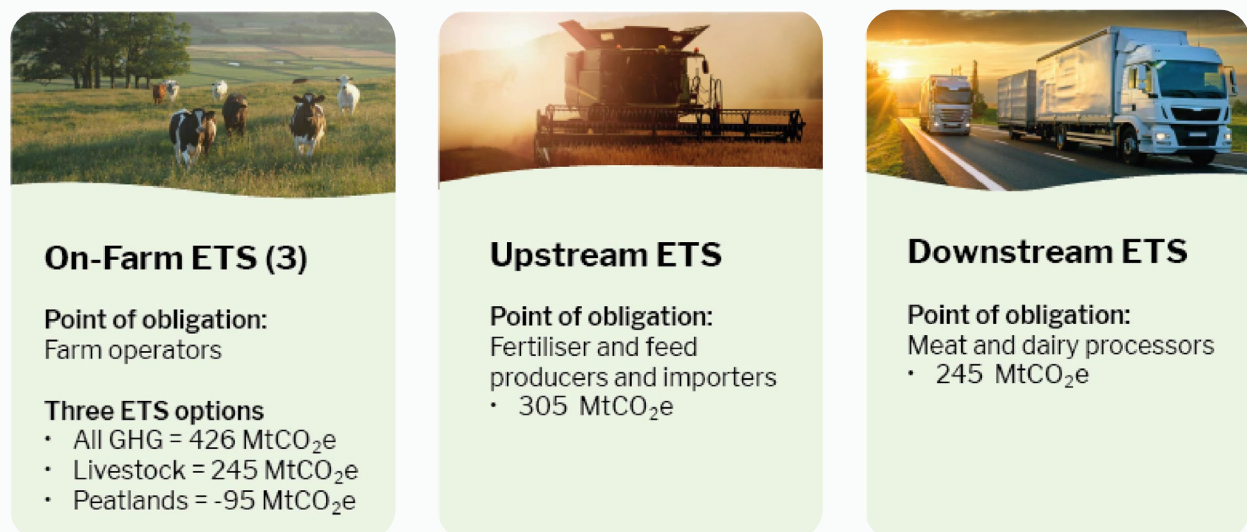 On-Farm ETS (3)
Point of obligation:
Farm operators
Three ETS options
· All GHG = 426 MtCO₂e
· Livestock = 245 MtCO₂e
· Peatlands = -95 MtCO₂e
Upstream ETS
Point of obligation:
Fertiliser and feed
producers and importers
· 305 MtCO₂e
Downstream ETS
Point of obligation:
Meat and dairy processors
· 245 MtCO₂e